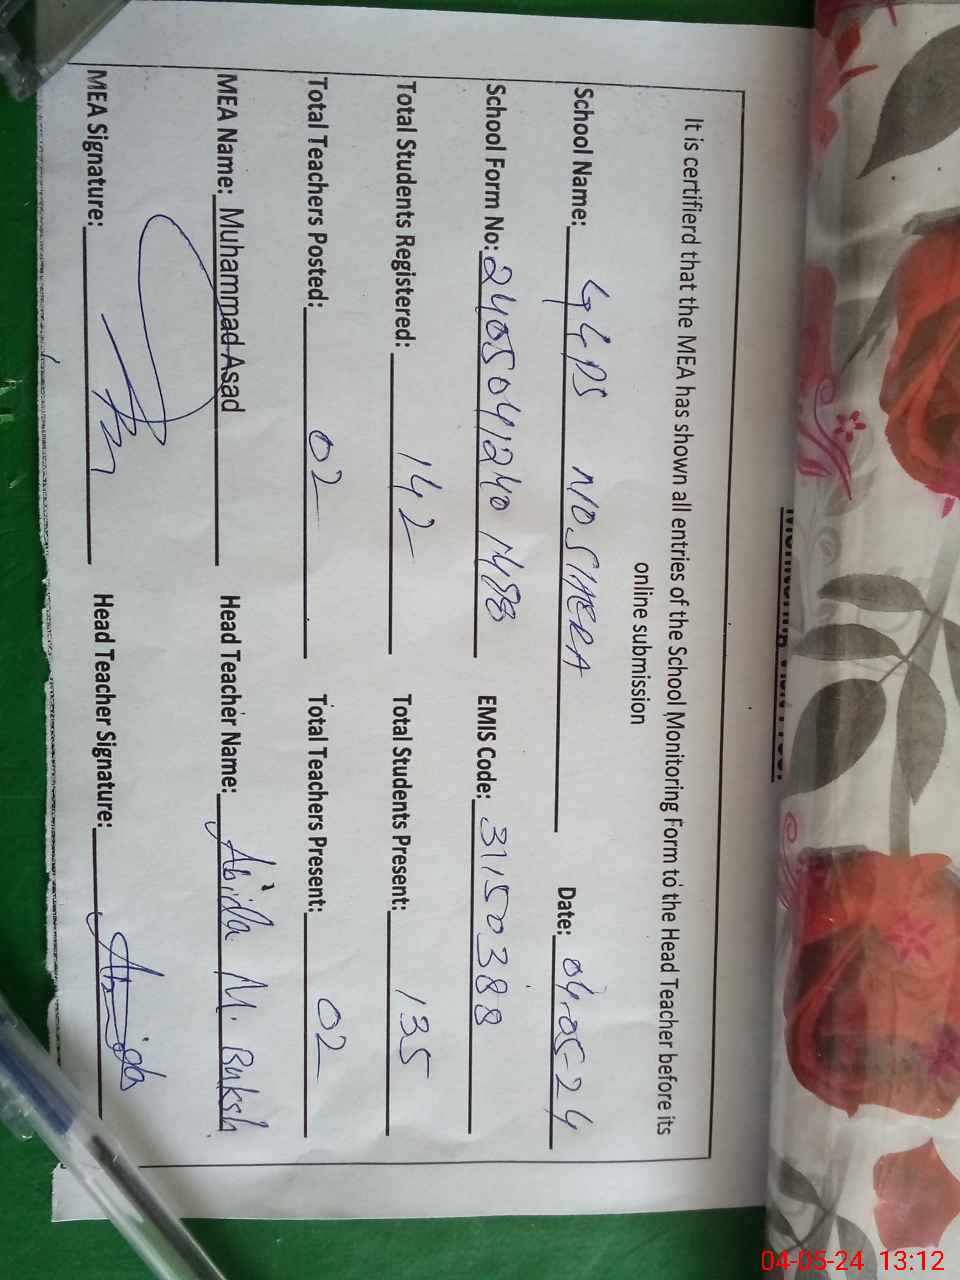 It is certifierd that the MEA has shown all entries of the School Monitoring Form to the Head Teacher before its
online submission
School Name: GGPS NOSHERA Date: 04-05-24
School Form No: 24050412401498 EMIS Code: 31150388
Total Students Registered: 142 Total Students Present: 135
Total Teachers Posted: 02 Total Teachers Present: 02
MEA Name: Muhammad Asad Head Teacher Name: Abida M. Baksh
MEA Signature: Head Teacher Signature: Abida
04-05-24 13:12